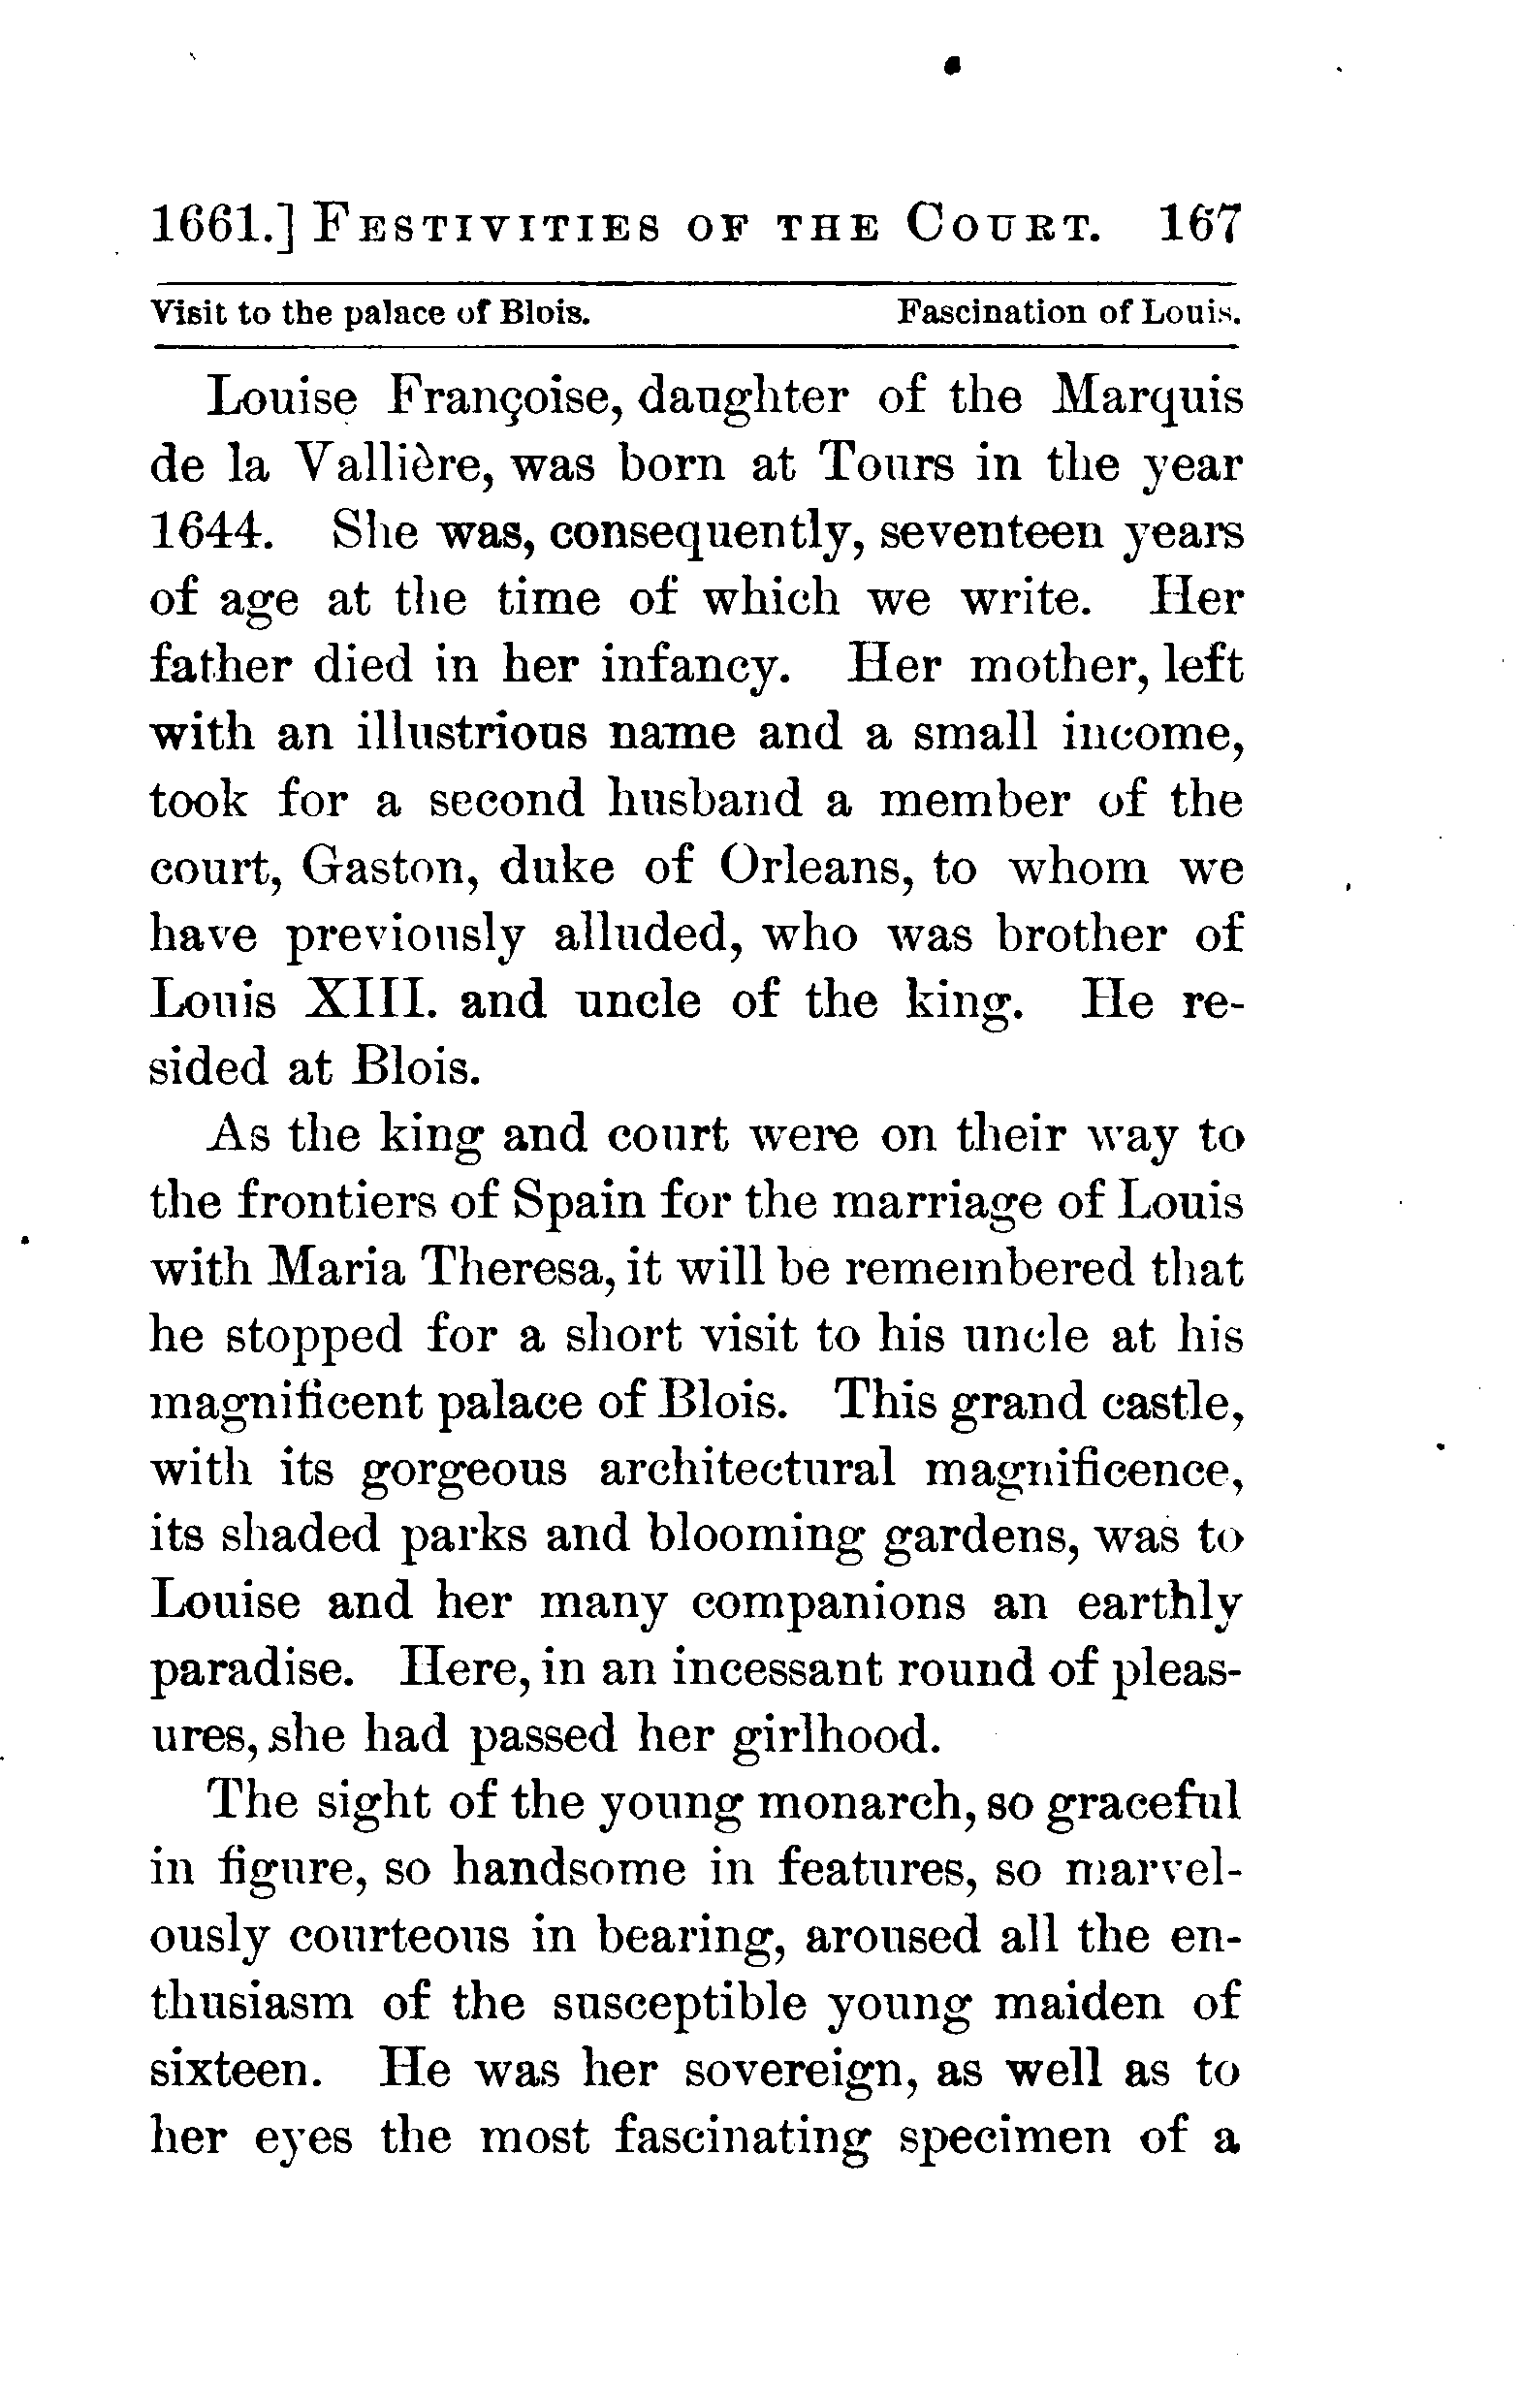 1661.] FESTIVITIES OF THE COURT. 167
Visit to the palace of Blois. Fascination of Louis.
Louise Françoise, daughter of the Marquis
de la Vallière, was born at Tours in the year
1644. She was, consequently, seventeen years
of age at the time of which we write. Her
father died in her infancy. Her mother, left
with an illustrious name and a small income,
took for a second husband a member of the
court, Gaston, duke of Orleans, to whom we
have previously alluded, who was brother of
Louis XIII. and uncle of the king. He re-
sided at Blois.
As the king and court were on their way to
the frontiers of Spain for the marriage of Louis
with Maria Theresa, it will be remembered that
he stopped for a short visit to his uncle at his
magnificent palace of Blois. This grand castle,
with its gorgeous architectural magnificence,
its shaded parks and blooming gardens, was to
Louise and her many companions an earthly
paradise. Here, in an incessant round of pleas-
ures, she had passed her girlhood.
The sight of the young monarch, so graceful
in figure, so handsome in features, so marvel-
ously courteous in bearing, aroused all the en-
thusiasm of the susceptible young maiden of
sixteen. He was her sovereign, as well as to
her eyes the most fascinating specimen of a